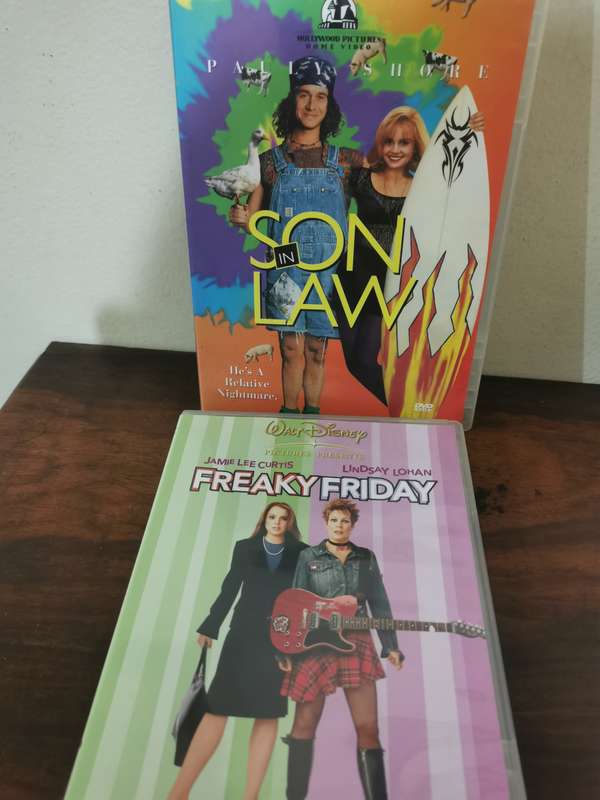 HOLLYWOOD PICTURES
HOME VIDEO
PAULY SHORE
SON
IN
LAW
He's A
Relative
Nightmare.
DVD
WALT DISNEY
PICTURES PRESENTS
JAMIE LEE CURTIS LINDSAY LOHAN
FREAKY FRIDAY